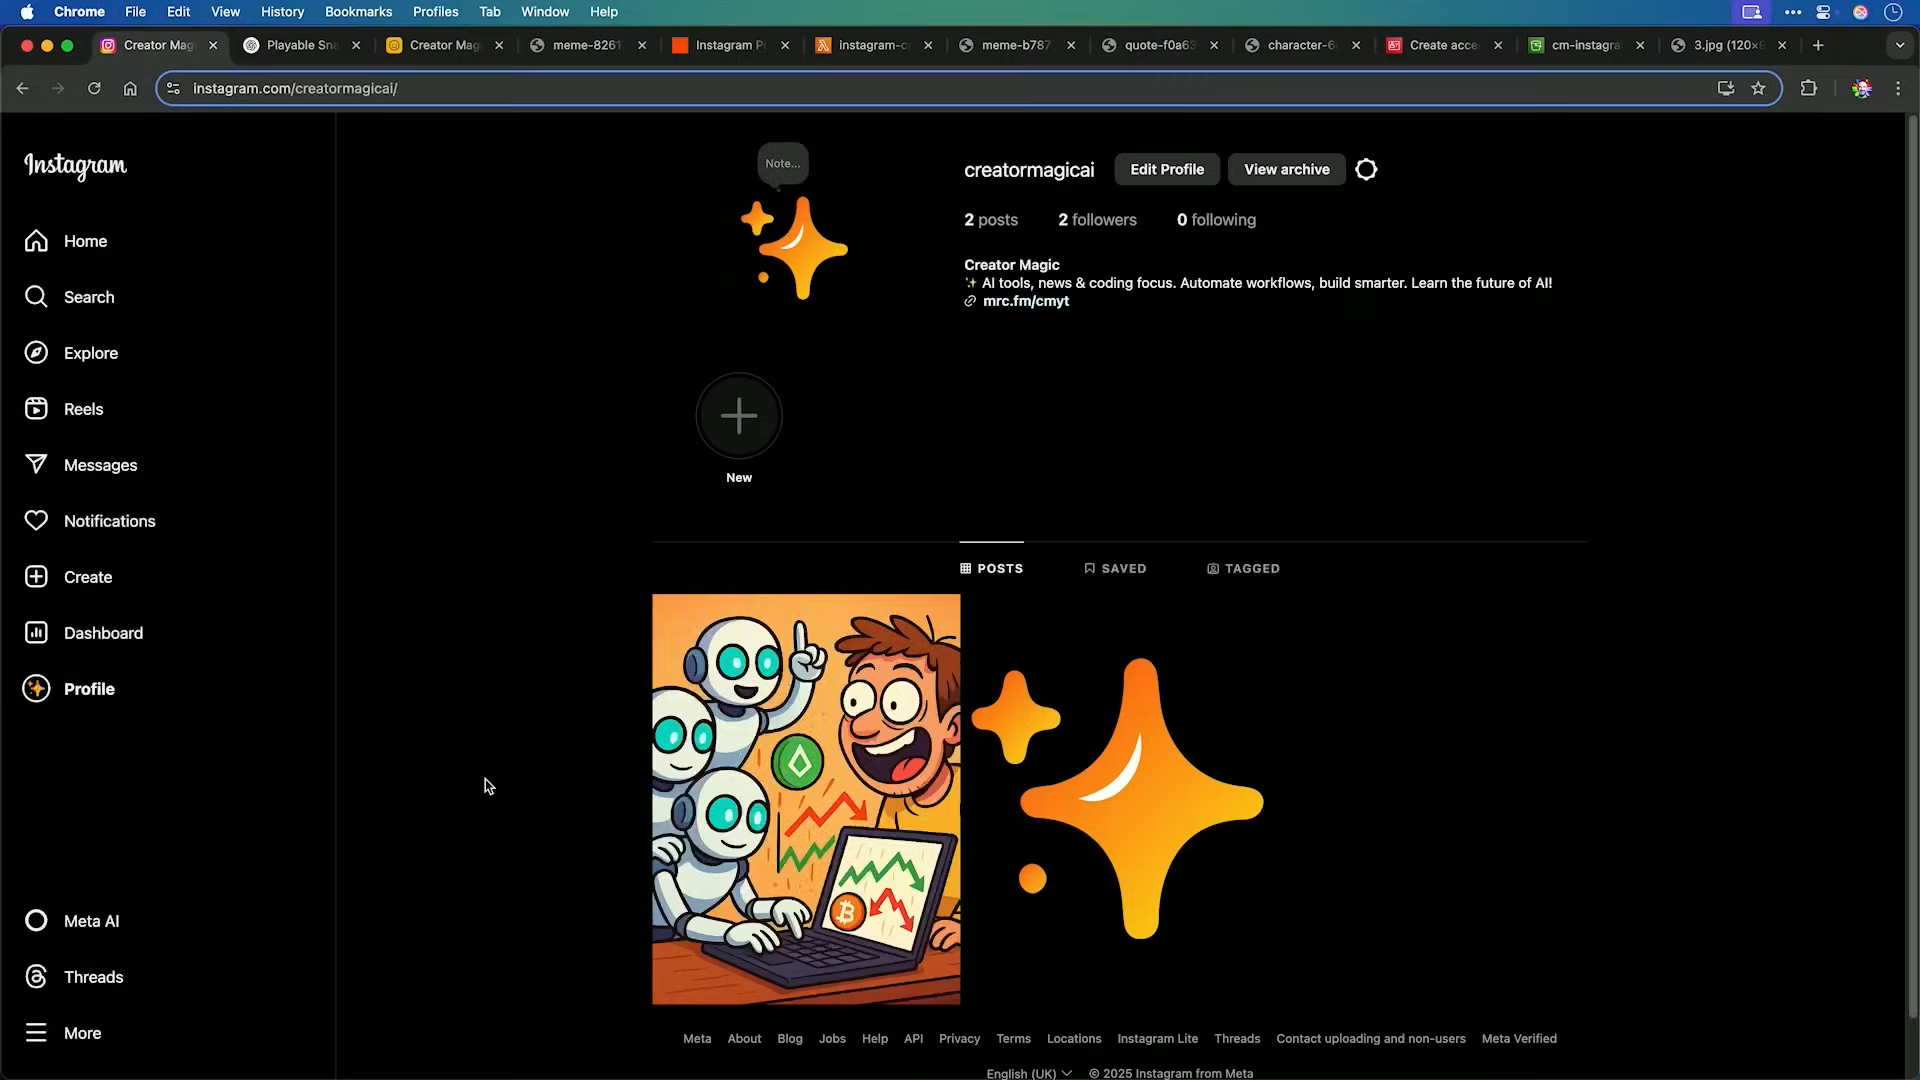 Chrome File Edit View History Bookmarks Profiles Tab Window Help
Creator Mag
Playable Sna
Creator Mag
meme-8261
Instagram P
instagram-c
meme-b787
quote-f0a63
character-6
Create acce
cm-instagra
3.jpg (120×
instagram.com/creatormagicai/
Instagram
Home
Search
Explore
Reels
Messages
Notifications
Create
Dashboard
Profile
Meta AI
Threads
More
Note...
creatormagicai Edit Profile View archive
2 posts 2 followers 0 following
Creator Magic
✨ AI tools, news & coding focus. Automate workflows, build smarter. Learn the future of AI!
mrc.fm/cmyt
New
POSTS SAVED TAGGED
Meta About Blog Jobs Help API Privacy Terms Locations Instagram Lite Threads Contact uploading and non-users Meta Verified
English (UK) © 2025 Instagram from Meta